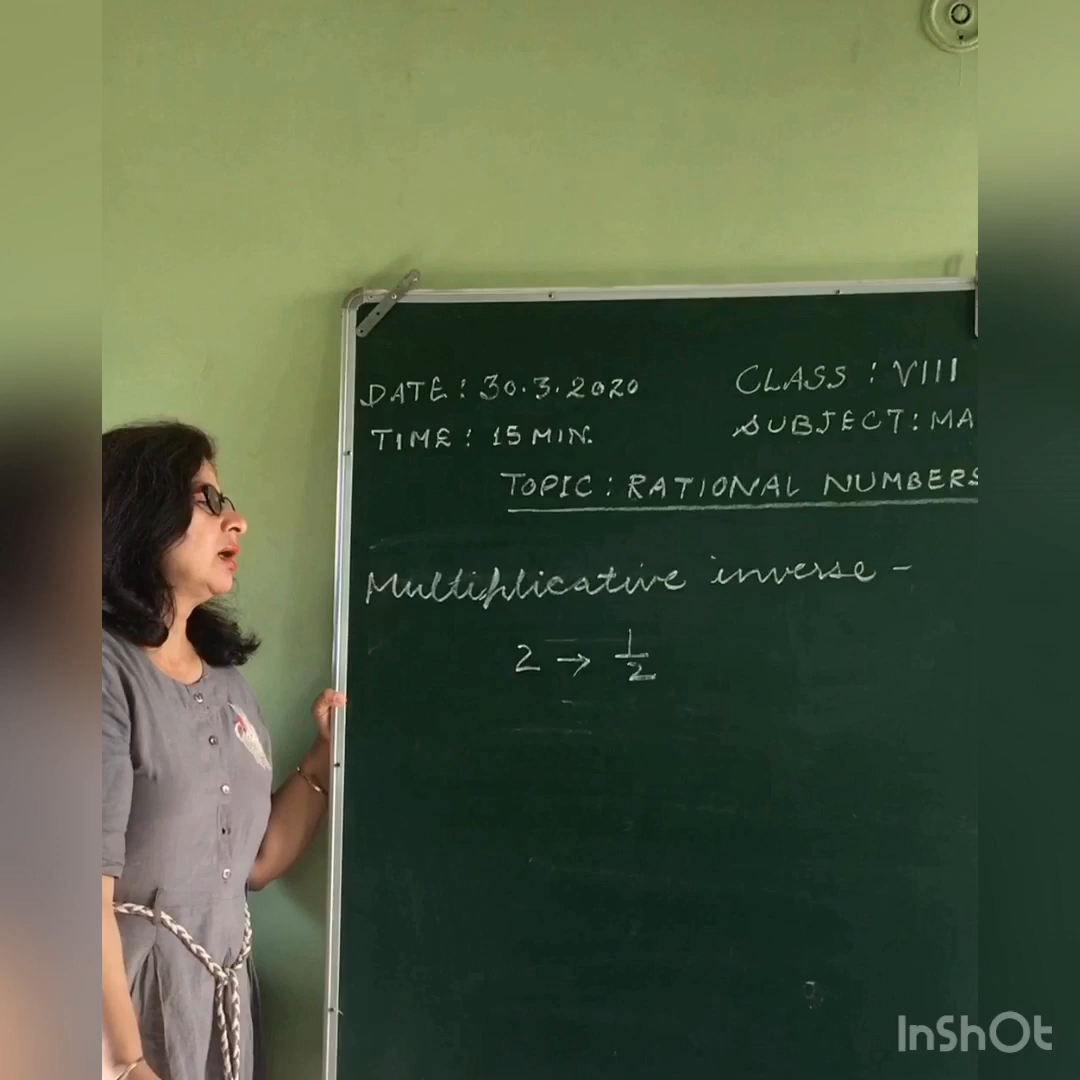 DATE : 30.3.2020 CLASS : VIII
TIME : 15 MIN. SUBJECT : MA
TOPIC : RATIONAL NUMBERS
Multiplicative inverse -
2 → 1/2
InShOt